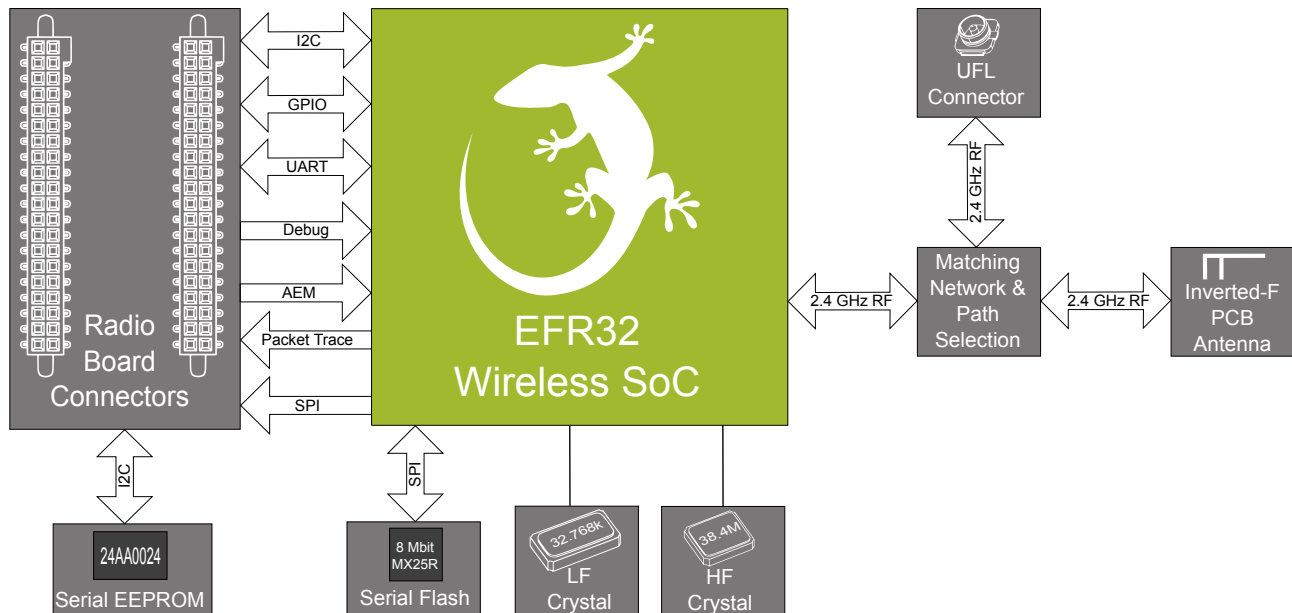 I2C
GPIO
UART
Debug
AEM
Packet Trace
SPI
Radio
Board
Connectors
EFR32
Wireless SoC
UFL
Connector
2.4 GHz RF
2.4 GHz RF
Matching
Network &
Path
Selection
2.4 GHz RF
Inverted-F
PCB
Antenna
I2C
24AA0024
Serial EEPROM
SPI
8 Mbit
MX25R
Serial Flash
32.768k
LF
Crystal
38.4M
HF
Crystal